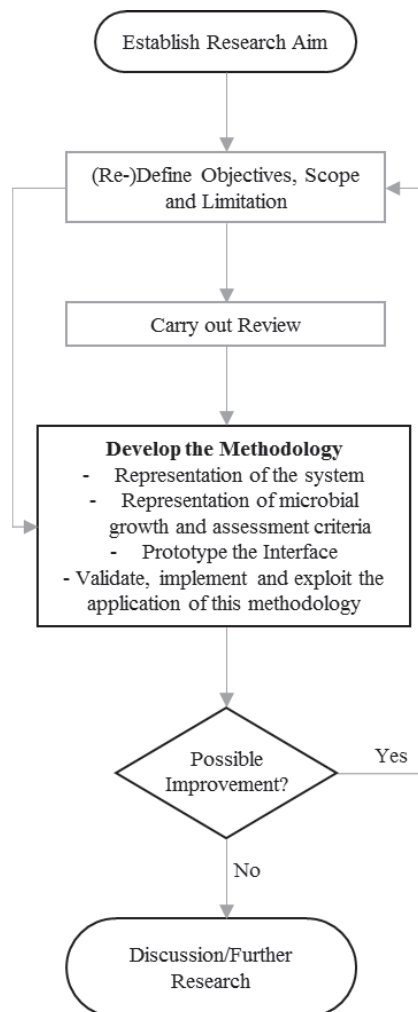 Establish Research Aim
(Re-)Define Objectives, Scope
and Limitation
Carry out Review
Develop the Methodology
- Representation of the system
- Representation of microbial
growth and assessment criteria
- Prototype the Interface
- Validate, implement and exploit the
application of this methodology
Possible
Improvement?
Yes
No
Discussion/Further
Research